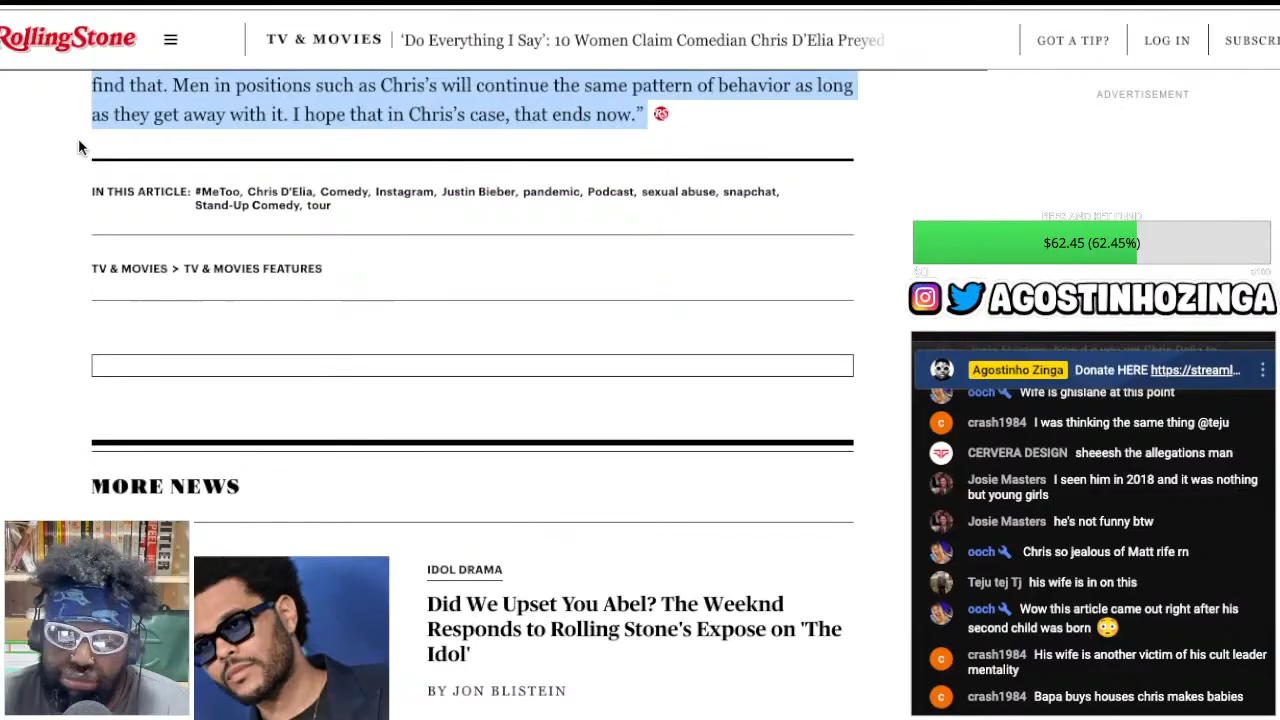 RollingStone
TV & MOVIES
'Do Everything I Say': 10 Women Claim Comedian Chris D'Elia Preyed
GOT A TIP?
LOG IN
find that. Men in positions such as Chris's will continue the same pattern of behavior as long
as they get away with it. I hope that in Chris's case, that ends now." RS
ADVERTISEMENT
IN THIS ARTICLE: #MeToo, Chris D'Elia, Comedy, Instagram, Justin Bieber, pandemic, Podcast, sexual abuse, snapchat,
Stand-Up Comedy, tour
TV & MOVIES > TV & MOVIES FEATURES
$62.45 (62.45%)
$100
AGOSTINHOZINGA
Agostinho Zinga Donate HERE https://streaml...
ooch Wife is ghislane at this point
crash1984 I was thinking the same thing @teju
CERVERA DESIGN sheeesh the allegations man
Josie Masters I seen him in 2018 and it was nothing
but young girls
Josie Masters he's not funny btw
ooch Chris so jealous of Matt rife rn
Teju tej Tj his wife is in on this
ooch Wow this article came out right after his
second child was born 😳
crash1984 His wife is another victim of his cult leader
mentality
crash1984 Bapa buys houses chris makes babies
MORE NEWS
IDOL DRAMA
Did We Upset You Abel? The Weeknd
Responds to Rolling Stone's Expose on 'The
Idol'
BY JON BLISTEIN